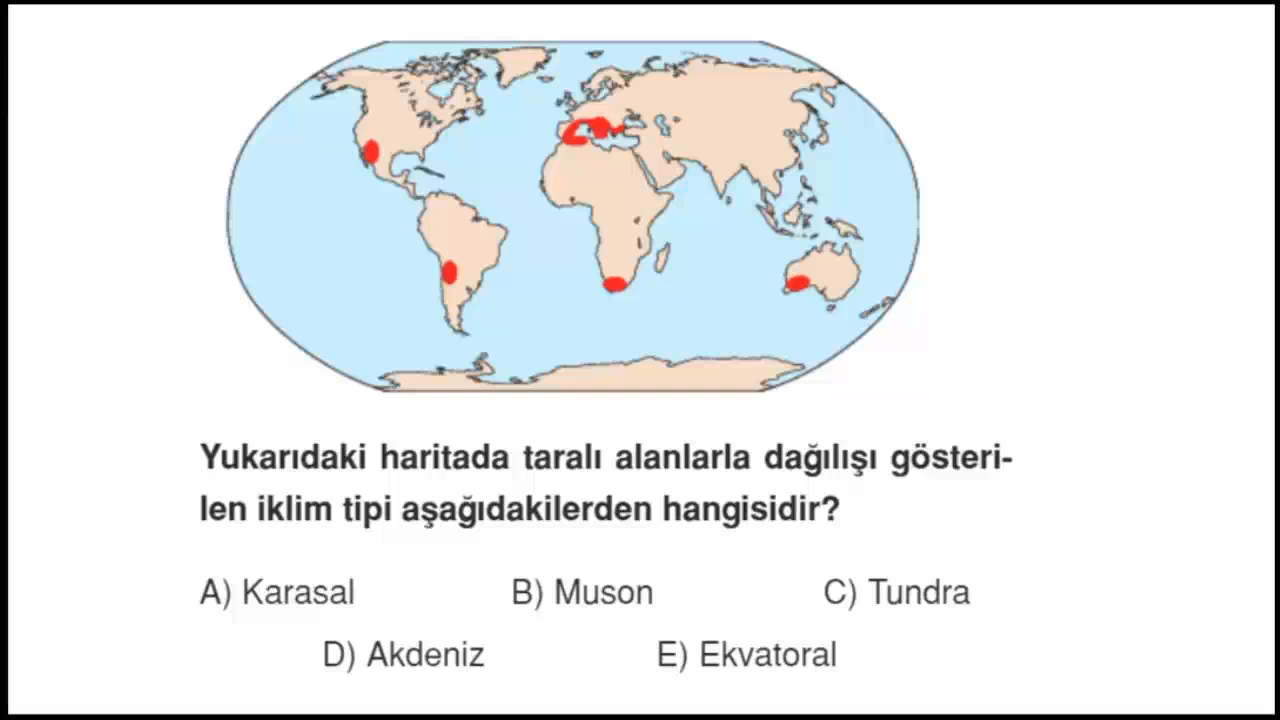 Yukarıdaki haritada taralı alanlarla dağılışı gösteri-
len iklim tipi aşağıdakilerden hangisidir?
A) Karasal B) Muson C) Tundra
D) Akdeniz E) Ekvatoral